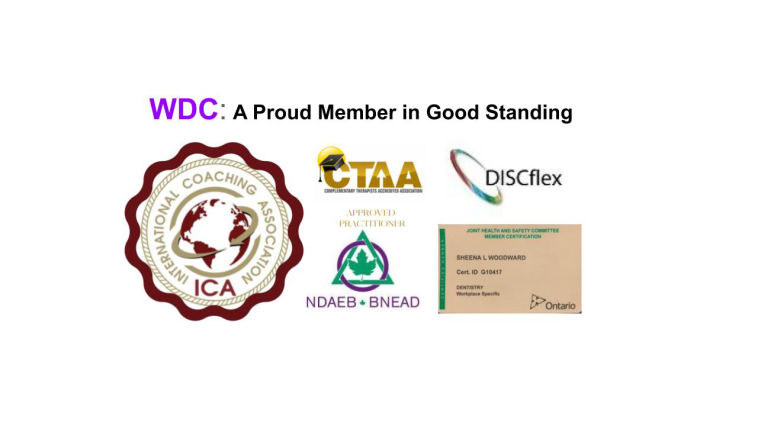 WDC: A Proud Member in Good Standing
INTERNATIONAL COACHING ASSOCIATION
ICA
CTAA
COMPLEMENTARY THERAPISTS ACCREDITED ASSOCIATION
APPROVED
PRACTITIONER
NDAEB BNEAD
DISCflex
JOINT HEALTH AND SAFETY COMMITTEE
MEMBER CERTIFICATION
SHEENA L WOODWARD
Cert. ID G10417
DENTISTRY
Workplace Specific
Ontario